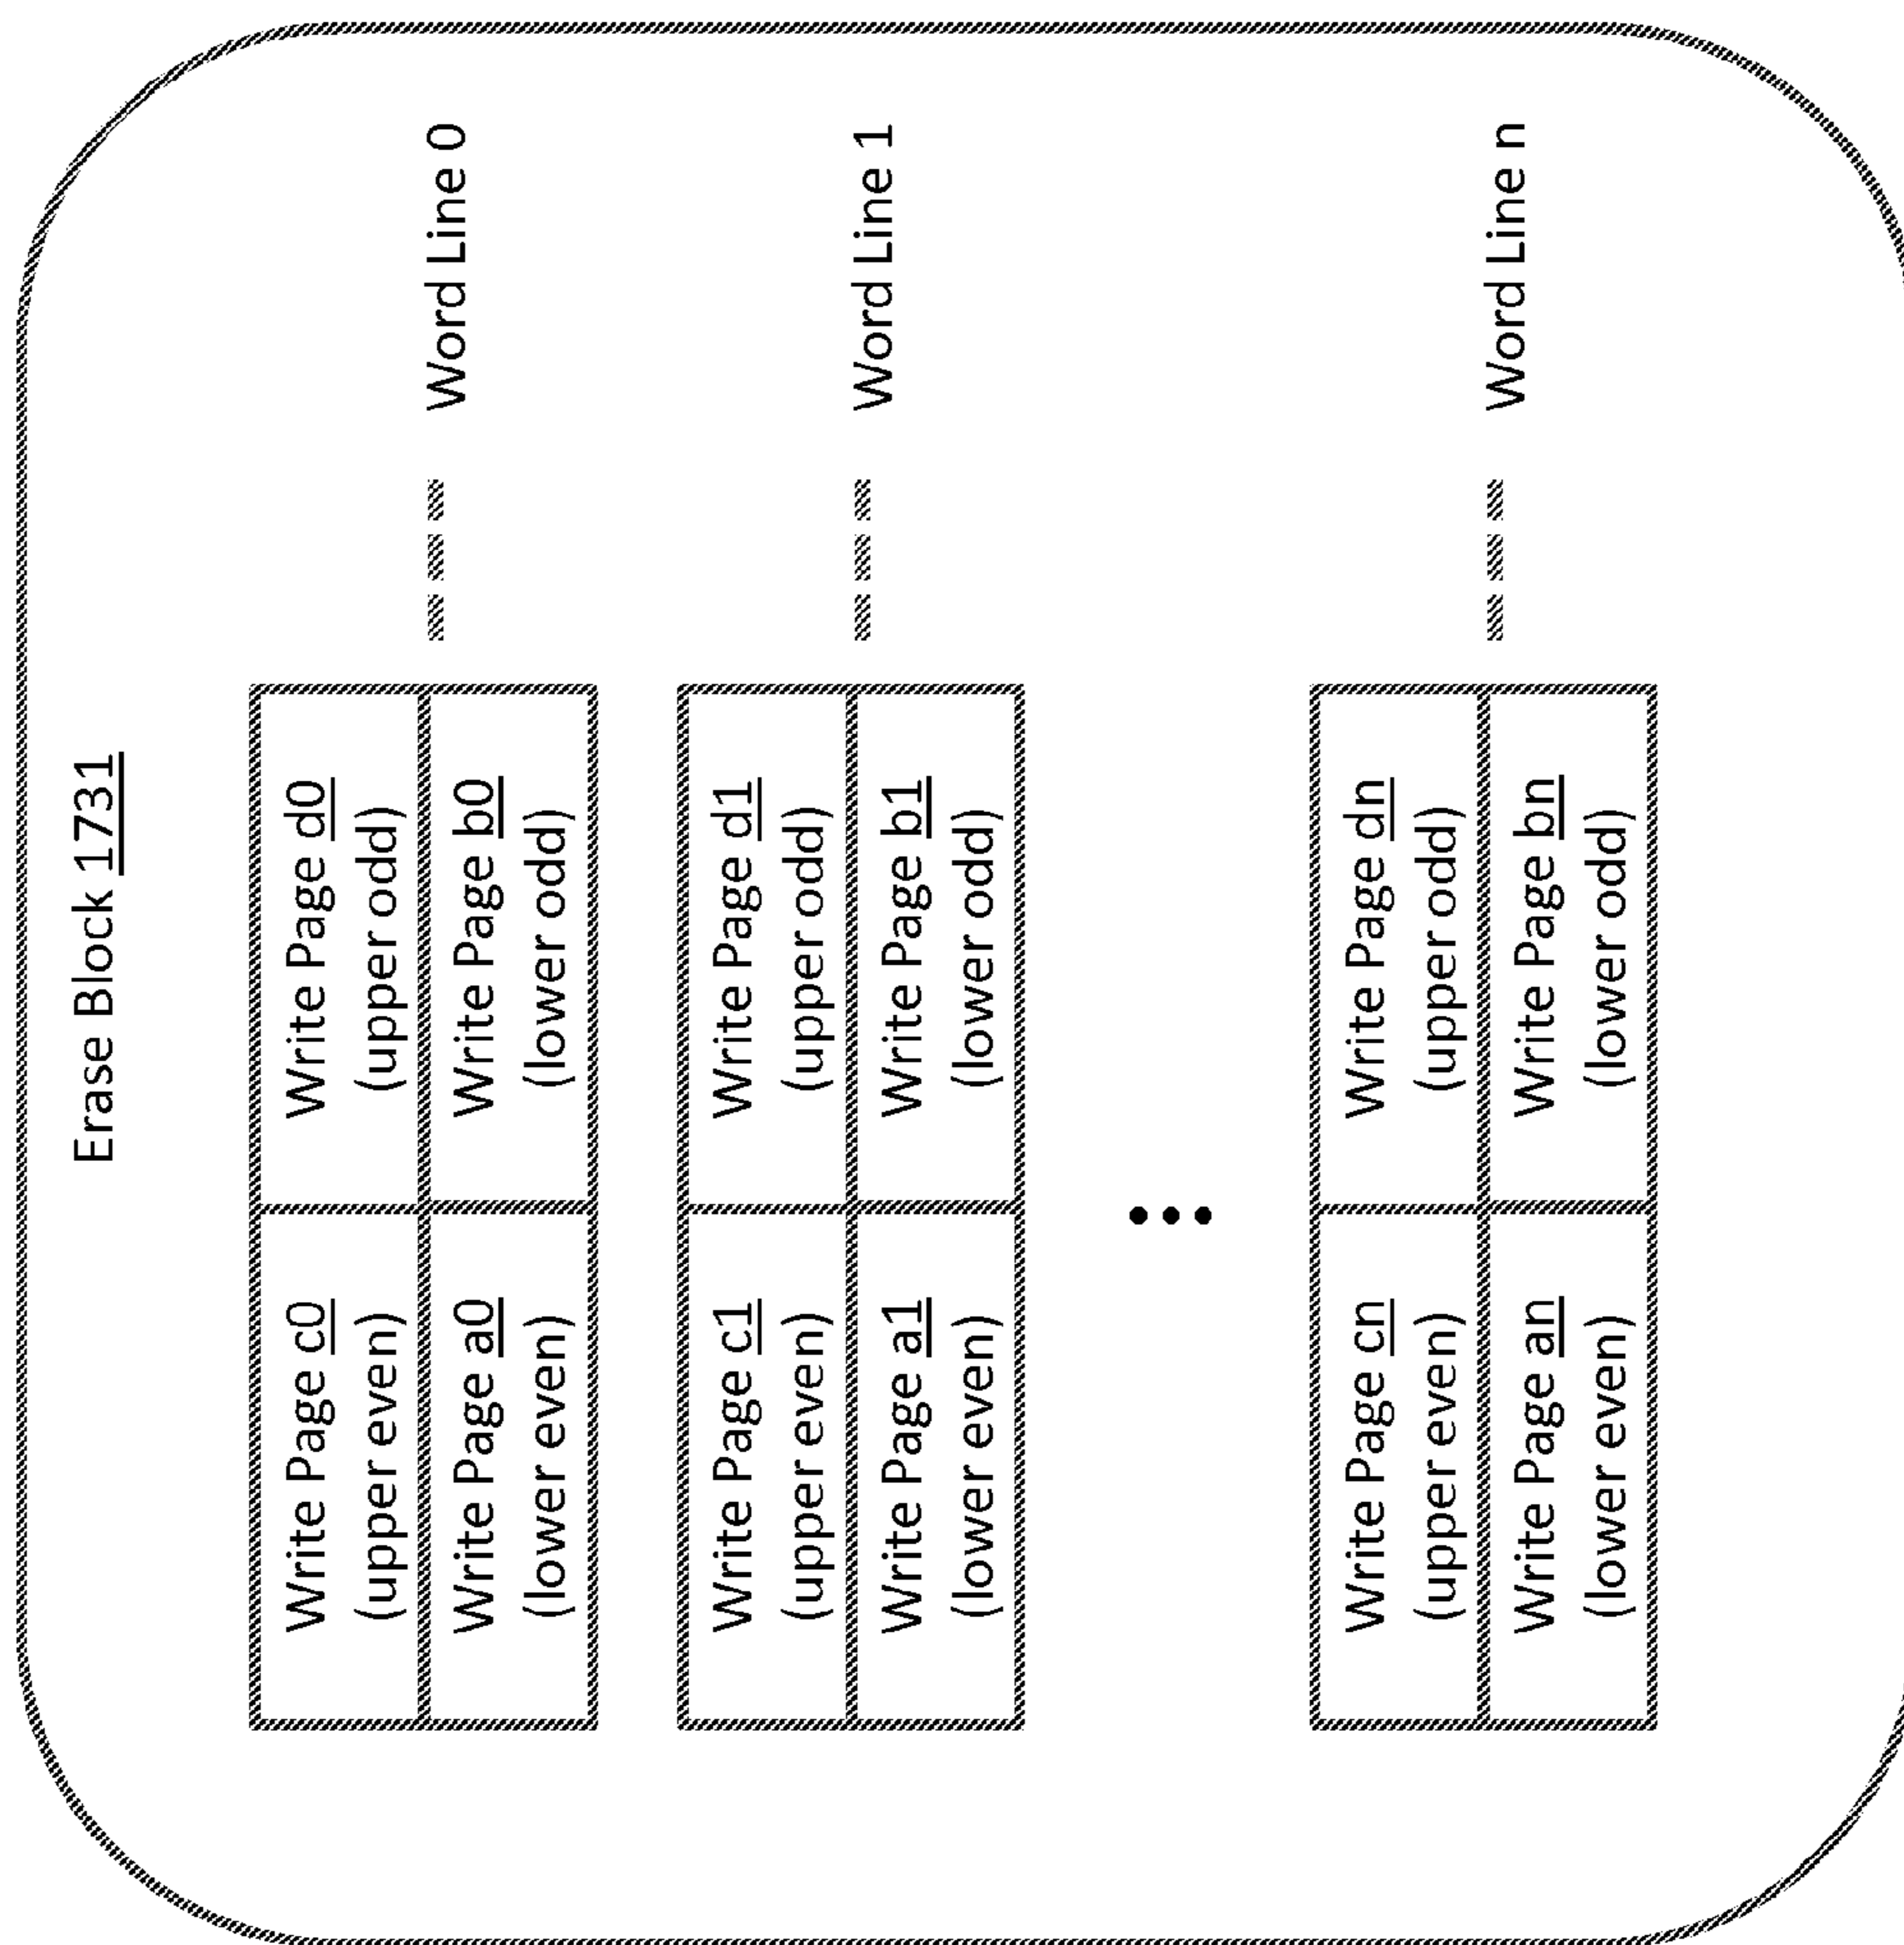 Erase Block 1731
Write Page c0
(upper even)
Write Page d0
(upper odd)
Write Page a0
(lower even)
Write Page b0
(lower odd)
Word Line 0
Write Page c1
(upper even)
Write Page d1
(upper odd)
Write Page a1
(lower even)
Write Page b1
(lower odd)
Word Line 1
Write Page cn
(upper even)
Write Page dn
(upper odd)
Write Page an
(lower even)
Write Page bn
(lower odd)
Word Line n